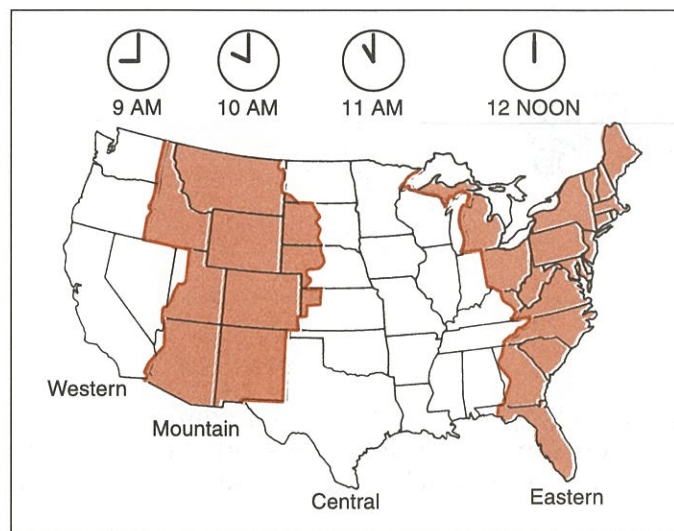 9 AM 10 AM 11 AM 12 NOON
Western
Mountain
Central
Eastern